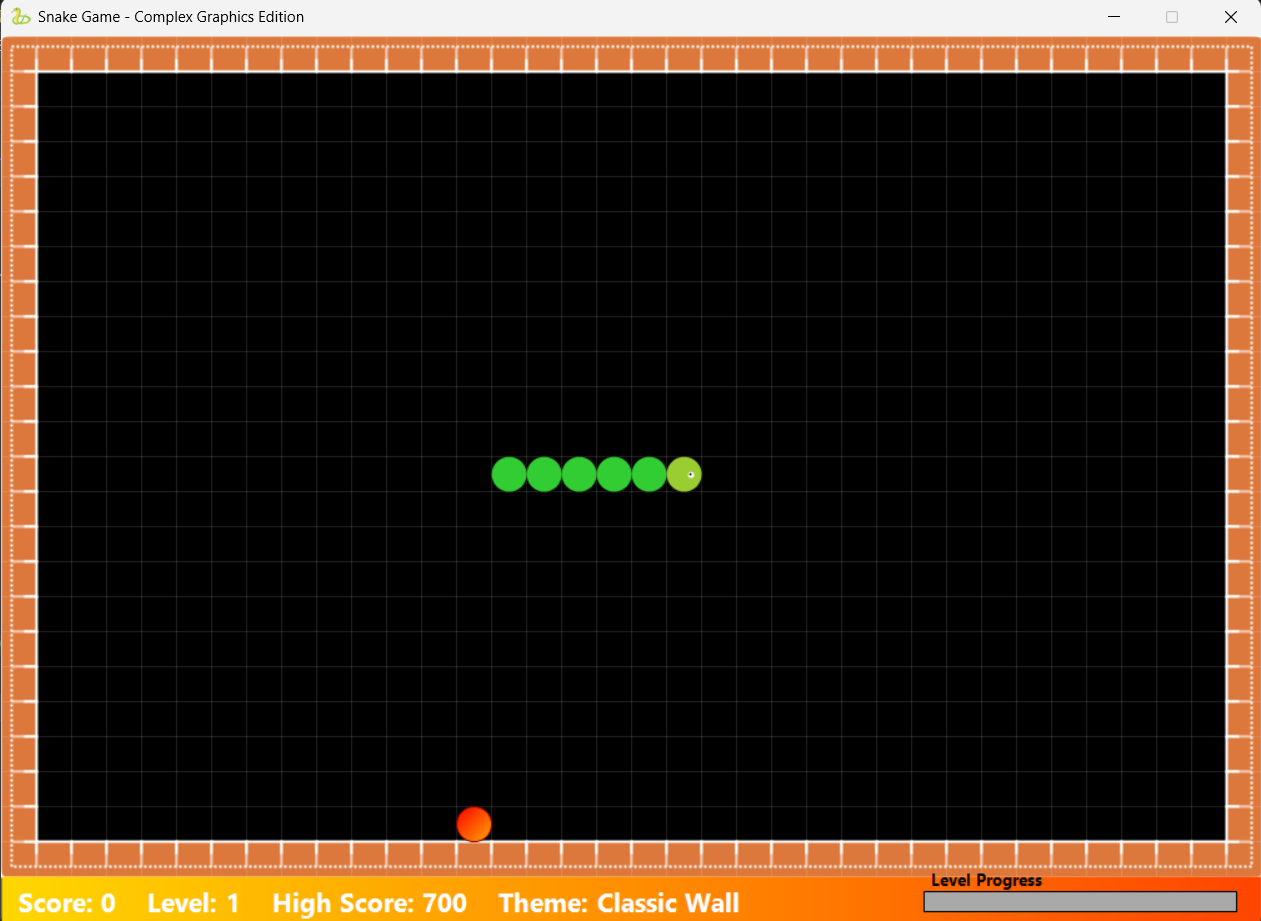 Snake Game - Complex Graphics Edition
Level Progress
Score: 0 Level: 1 High Score: 700 Theme: Classic Wall